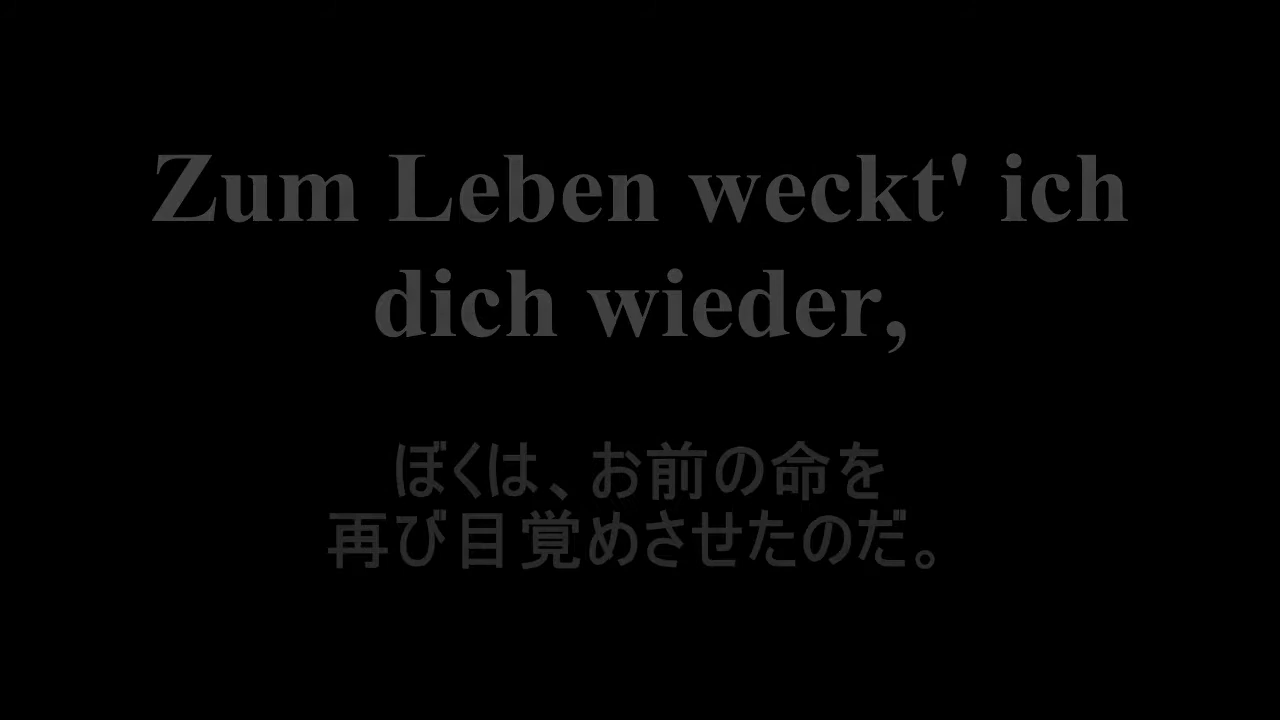 Zum Leben weckt' ich
dich wieder,
ぼくは、お前の命を
再び目覚めさせたのだ。